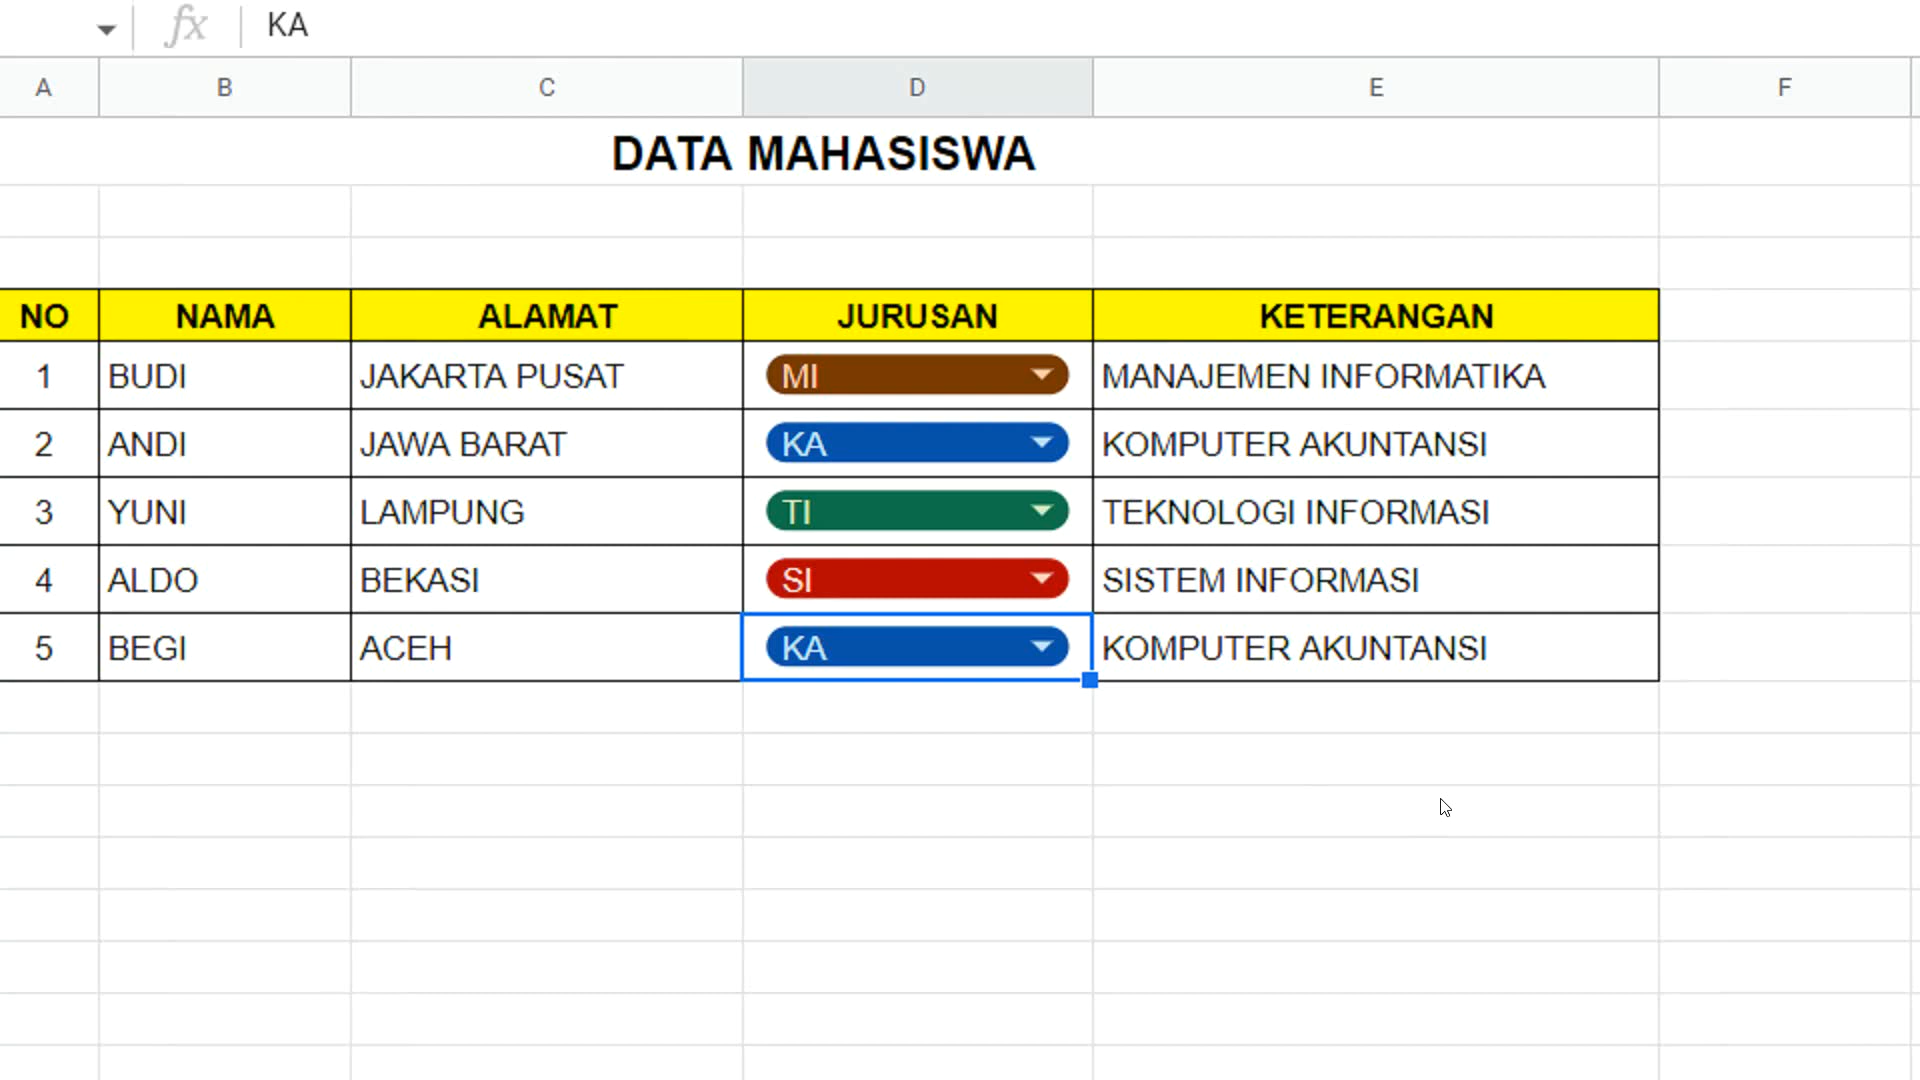 fx KA
A B C D E F
DATA MAHASISWA
NO NAMA ALAMAT JURUSAN KETERANGAN
1 BUDI JAKARTA PUSAT MI MANAJEMEN INFORMATIKA
2 ANDI JAWA BARAT KA KOMPUTER AKUNTANSI
3 YUNI LAMPUNG TI TEKNOLOGI INFORMASI
4 ALDO BEKASI SI SISTEM INFORMASI
5 BEGI ACEH KA KOMPUTER AKUNTANSI